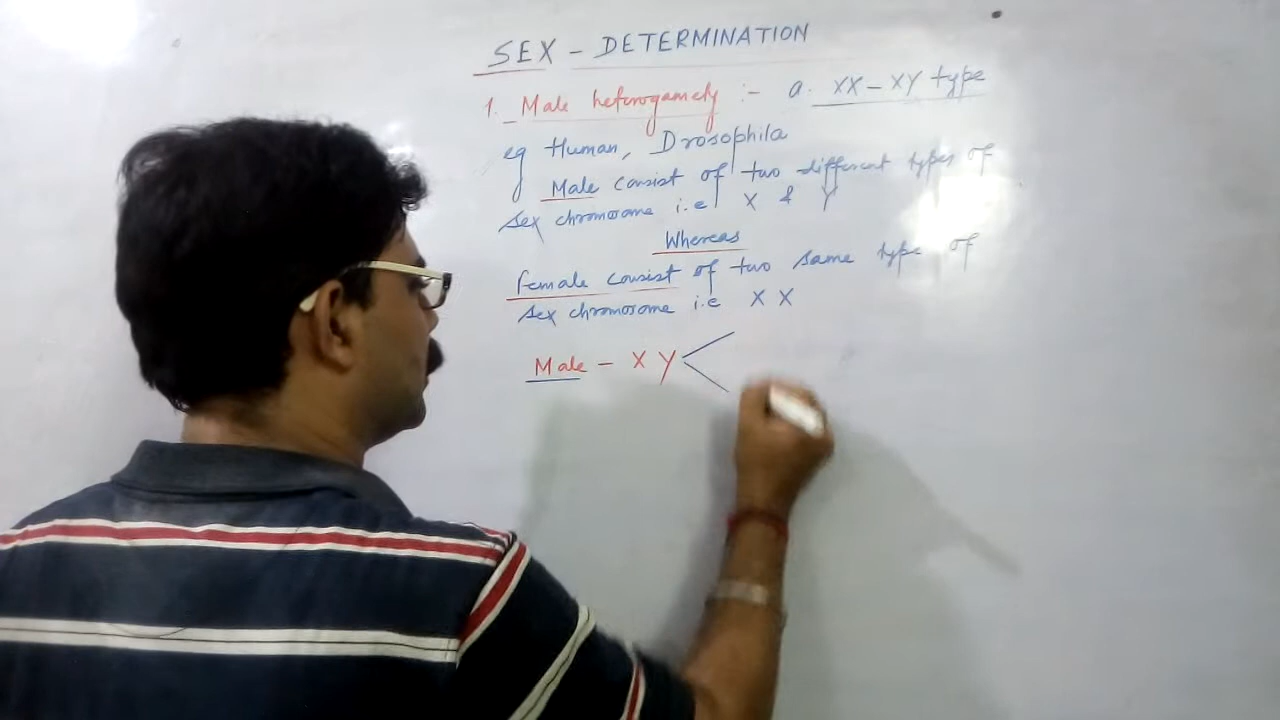 SEX - DETERMINATION
1. Male heterogamety :- a. XX - XY type
eg Human, Drosophila
Male consist of two different types of
sex chromosome i.e X & Y
Whereas
female consist of two same type of
sex chromosome i.e X X
Male - X Y